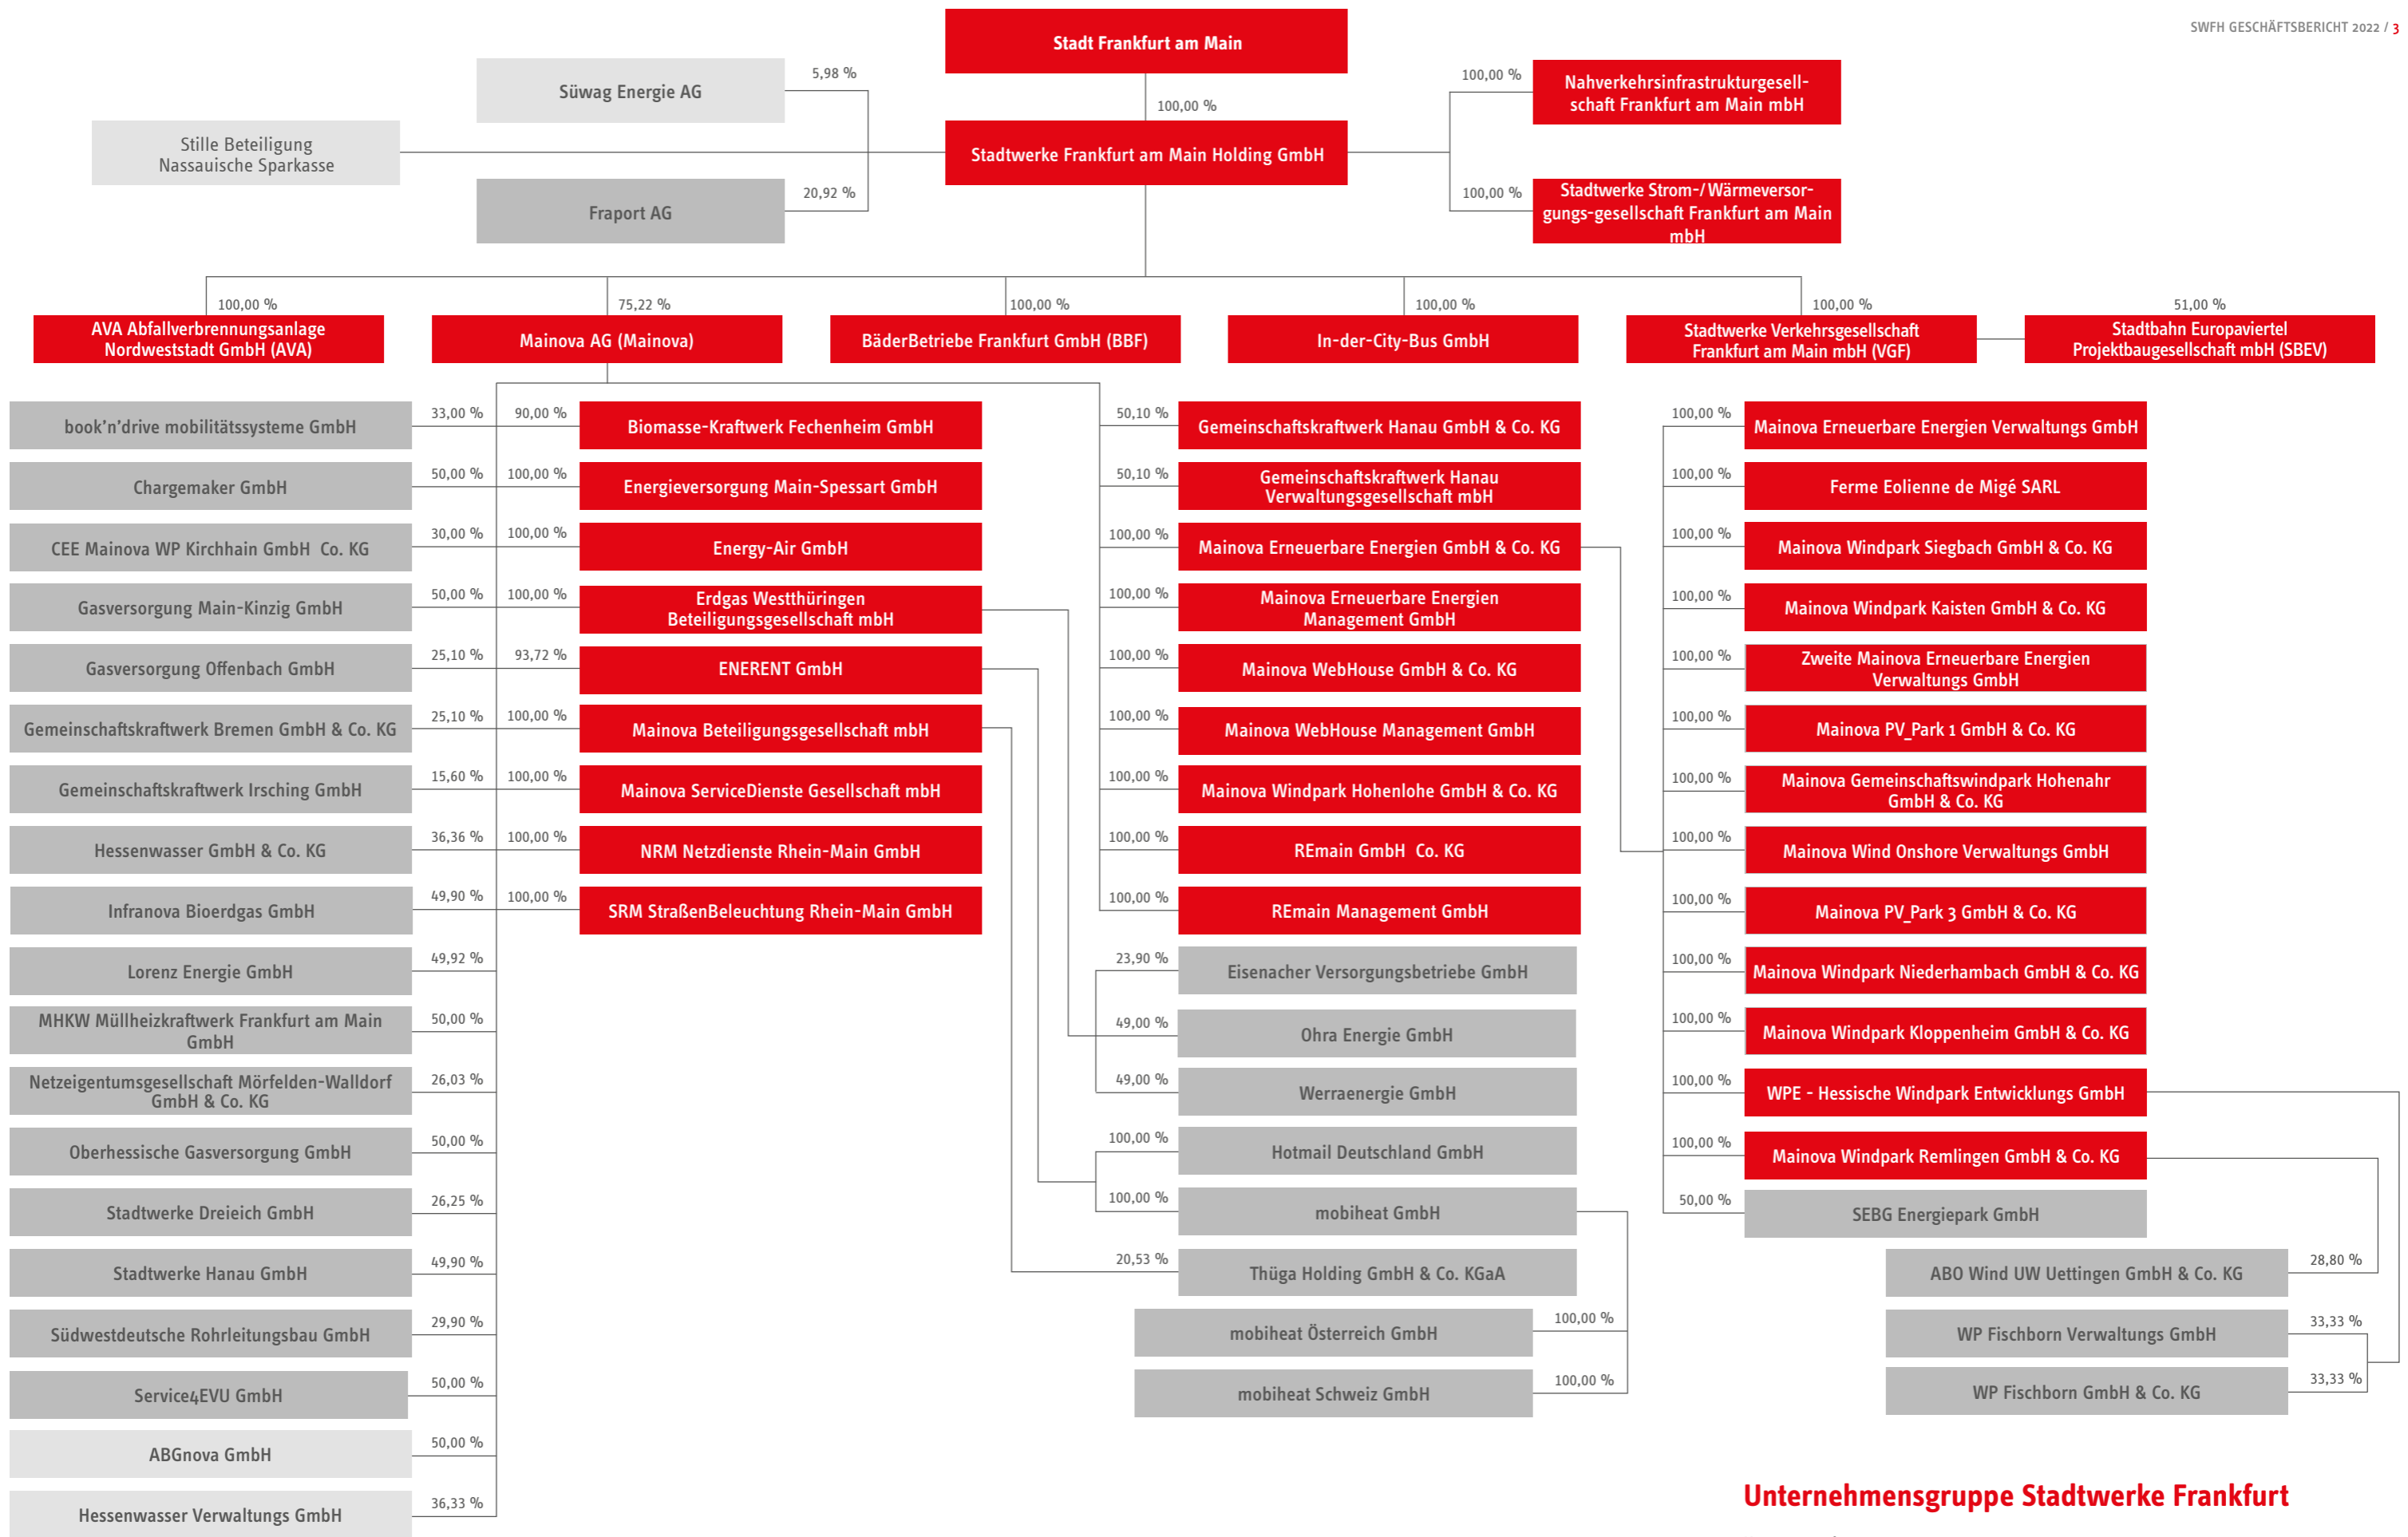 SWFH GESCHÄFTSBERICHT 2022 / 3
Stadt Frankfurt am Main
Süwag Energie AG
5,98 %
100,00 %
Nahverkehrsinfrastrukturgesell-
schaft Frankfurt am Main mbH
100,00 %
Stille Beteiligung
Nassauische Sparkasse
Stadtwerke Frankfurt am Main Holding GmbH
Fraport AG
20,92 %
100,00 %
Stadtwerke Strom-/Wärmeversor-
gungs-gesellschaft Frankfurt am Main
mbH
100,00 %
AVA Abfallverbrennungsanlage
Nordweststadt GmbH (AVA)
75,22 %
Mainova AG (Mainova)
100,00 %
BäderBetriebe Frankfurt GmbH (BBF)
100,00 %
In-der-City-Bus GmbH
100,00 %
Stadtwerke Verkehrsgesellschaft
Frankfurt am Main mbH (VGF)
51,00 %
Stadtbahn Europaviertel
Projektbaugesellschaft mbH (SBEV)
book'n'drive mobilitätssysteme GmbH
33,00 %
Chargemaker GmbH
50,00 %
CEE Mainova WP Kirchhain GmbH Co. KG
30,00 %
Gasversorgung Main-Kinzig GmbH
50,00 %
Gasversorgung Offenbach GmbH
25,10 %
Gemeinschaftskraftwerk Bremen GmbH & Co. KG
25,10 %
Gemeinschaftskraftwerk Irsching GmbH
15,60 %
Hessenwasser GmbH & Co. KG
36,36 %
Infranova Bioerdgas GmbH
49,90 %
Lorenz Energie GmbH
49,92 %
MHKW Müllheizkraftwerk Frankfurt am Main
GmbH
50,00 %
Netzeigentumsgesellschaft Mörfelden-Walldorf
GmbH & Co. KG
26,03 %
Oberhessische Gasversorgung GmbH
50,00 %
Stadtwerke Dreieich GmbH
26,25 %
Stadtwerke Hanau GmbH
49,90 %
Südwestdeutsche Rohrleitungsbau GmbH
29,90 %
Service4EVU GmbH
50,00 %
ABGnova GmbH
50,00 %
Hessenwasser Verwaltungs GmbH
36,33 %
90,00 %
Biomasse-Kraftwerk Fechenheim GmbH
100,00 %
Energieversorgung Main-Spessart GmbH
100,00 %
Energy-Air GmbH
100,00 %
Erdgas Westthüringen
Beteiligungsgesellschaft mbH
93,72 %
ENERENT GmbH
100,00 %
Mainova Beteiligungsgesellschaft mbH
100,00 %
Mainova ServiceDienste Gesellschaft mbH
100,00 %
NRM Netzdienste Rhein-Main GmbH
100,00 %
SRM StraßenBeleuchtung Rhein-Main GmbH
50,10 %
Gemeinschaftskraftwerk Hanau GmbH & Co. KG
50,10 %
Gemeinschaftskraftwerk Hanau
Verwaltungsgesellschaft mbH
100,00 %
Mainova Erneuerbare Energien GmbH & Co. KG
100,00 %
Mainova Erneuerbare Energien
Management GmbH
100,00 %
Mainova WebHouse GmbH & Co. KG
100,00 %
Mainova WebHouse Management GmbH
100,00 %
Mainova Windpark Hohenlohe GmbH & Co. KG
100,00 %
REmain GmbH Co. KG
100,00 %
REmain Management GmbH
23,90 %
Eisenacher Versorgungsbetriebe GmbH
49,00 %
Ohra Energie GmbH
49,00 %
Werraenergie GmbH
100,00 %
Hotmail Deutschland GmbH
100,00 %
mobiheat GmbH
20,53 %
Thüga Holding GmbH & Co. KGaA
mobiheat Österreich GmbH
100,00 %
mobiheat Schweiz GmbH
100,00 %
100,00 %
Mainova Erneuerbare Energien Verwaltungs GmbH
100,00 %
Ferme Eolienne de Migé SARL
100,00 %
Mainova Windpark Siegbach GmbH & Co. KG
100,00 %
Mainova Windpark Kaisten GmbH & Co. KG
100,00 %
Zweite Mainova Erneuerbare Energien
Verwaltungs GmbH
100,00 %
Mainova PV_Park 1 GmbH & Co. KG
100,00 %
Mainova Gemeinschaftswindpark Hohenahr
GmbH & Co. KG
100,00 %
Mainova Wind Onshore Verwaltungs GmbH
100,00 %
Mainova PV_Park 3 GmbH & Co. KG
100,00 %
Mainova Windpark Niederhambach GmbH & Co. KG
100,00 %
Mainova Windpark Kloppenheim GmbH & Co. KG
100,00 %
WPE - Hessische Windpark Entwicklungs GmbH
100,00 %
Mainova Windpark Remlingen GmbH & Co. KG
50,00 %
SEBG Energiepark GmbH
ABO Wind UW Uettingen GmbH & Co. KG
28,80 %
WP Fischborn Verwaltungs GmbH
33,33 %
WP Fischborn GmbH & Co. KG
33,33 %
Unternehmensgruppe Stadtwerke Frankfurt